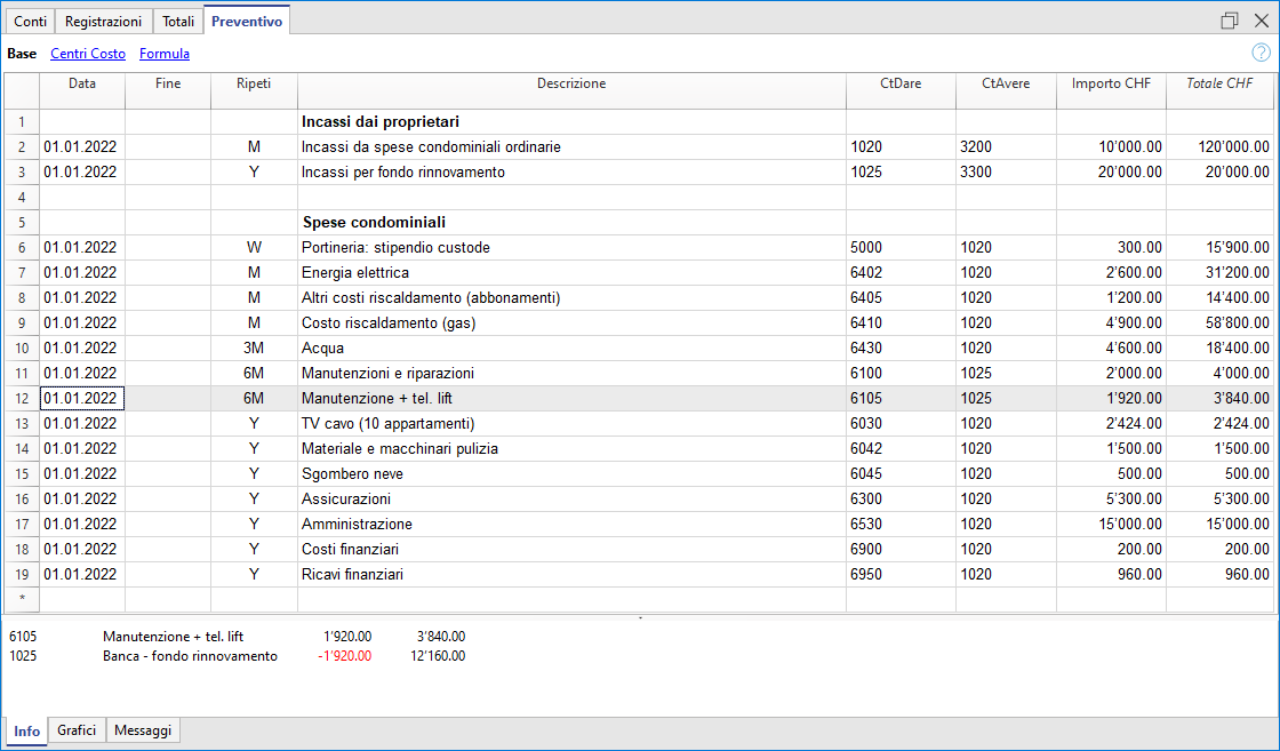 Conti Registrazioni Totali Preventivo
Base Centri Costo Formula ?
Data Fine Ripeti Descrizione CtDare CtAvere Importo CHF Totale CHF
1 Incassi dai proprietari
2 01.01.2022 M Incassi da spese condominiali ordinarie 1020 3200 10'000.00 120'000.00
3 01.01.2022 Y Incassi per fondo rinnovamento 1025 3300 20'000.00 20'000.00
4
5 Spese condominiali
6 01.01.2022 W Portineria: stipendio custode 5000 1020 300.00 15'900.00
7 01.01.2022 M Energia elettrica 6402 1020 2'600.00 31'200.00
8 01.01.2022 M Altri costi riscaldamento (abbonamenti) 6405 1020 1'200.00 14'400.00
9 01.01.2022 M Costo riscaldamento (gas) 6410 1020 4'900.00 58'800.00
10 01.01.2022 3M Acqua 6430 1020 4'600.00 18'400.00
11 01.01.2022 6M Manutenzioni e riparazioni 6100 1025 2'000.00 4'000.00
12 01.01.2022 6M Manutenzione + tel. lift 6105 1025 1'920.00 3'840.00
13 01.01.2022 Y TV cavo (10 appartamenti) 6030 1020 2'424.00 2'424.00
14 01.01.2022 Y Materiale e macchinari pulizia 6042 1020 1'500.00 1'500.00
15 01.01.2022 Y Sgombero neve 6045 1020 500.00 500.00
16 01.01.2022 Y Assicurazioni 6300 1020 5'300.00 5'300.00
17 01.01.2022 Y Amministrazione 6530 1020 15'000.00 15'000.00
18 01.01.2022 Y Costi finanziari 6900 1020 200.00 200.00
19 01.01.2022 Y Ricavi finanziari 6950 1020 960.00 960.00
*
6105 Manutenzione + tel. lift 1'920.00 3'840.00
1025 Banca - fondo rinnovamento -1'920.00 12'160.00
Info Grafici Messaggi